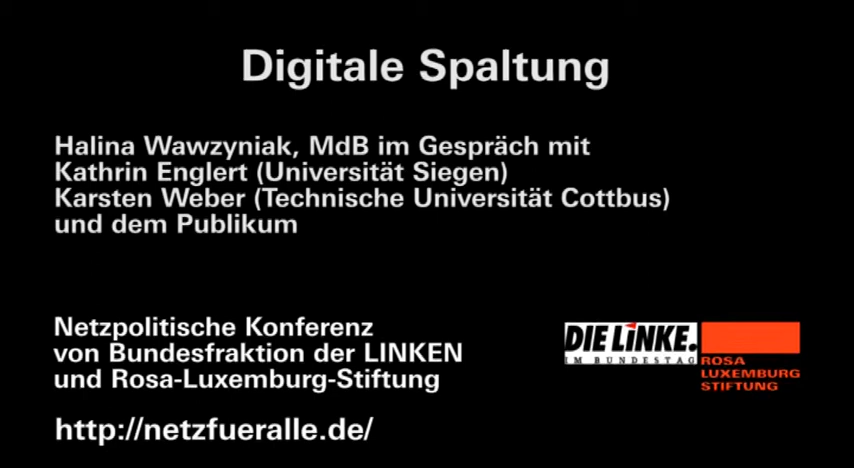 Digitale Spaltung
Halina Wawzyniak, MdB im Gespräch mit
Kathrin Englert (Universität Siegen)
Karsten Weber (Technische Universität Cottbus)
und dem Publikum
Netzpolitische Konferenz
von Bundesfraktion der LINKEN
und Rosa-Luxemburg-Stiftung
http://netzfueralle.de/
DIE LINKE.
IM BUNDESTAG
ROSA
LUXEMBURG
STIFTUNG